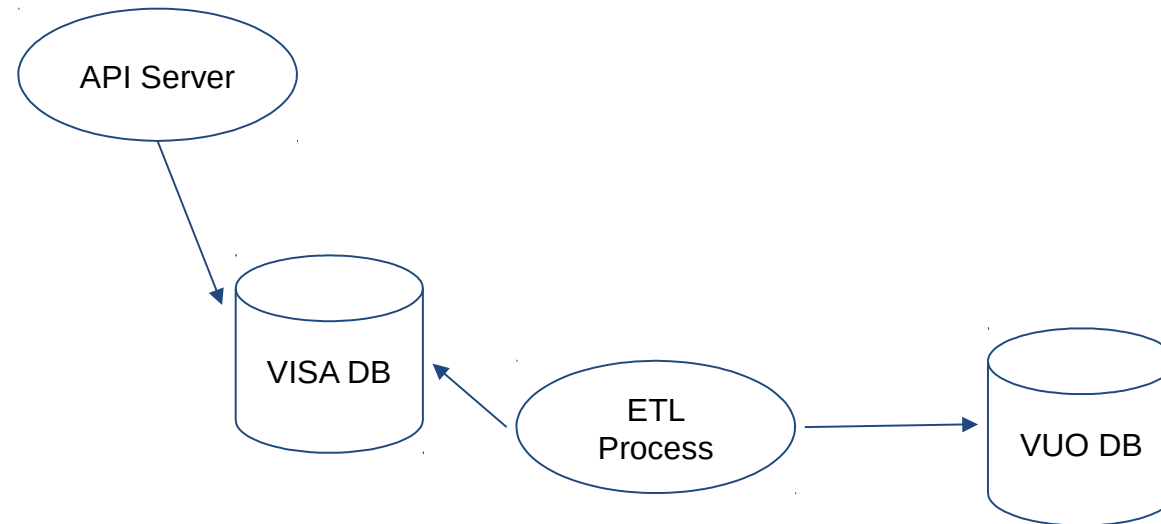 API Server
VISA DB
ETL
Process
VUO DB